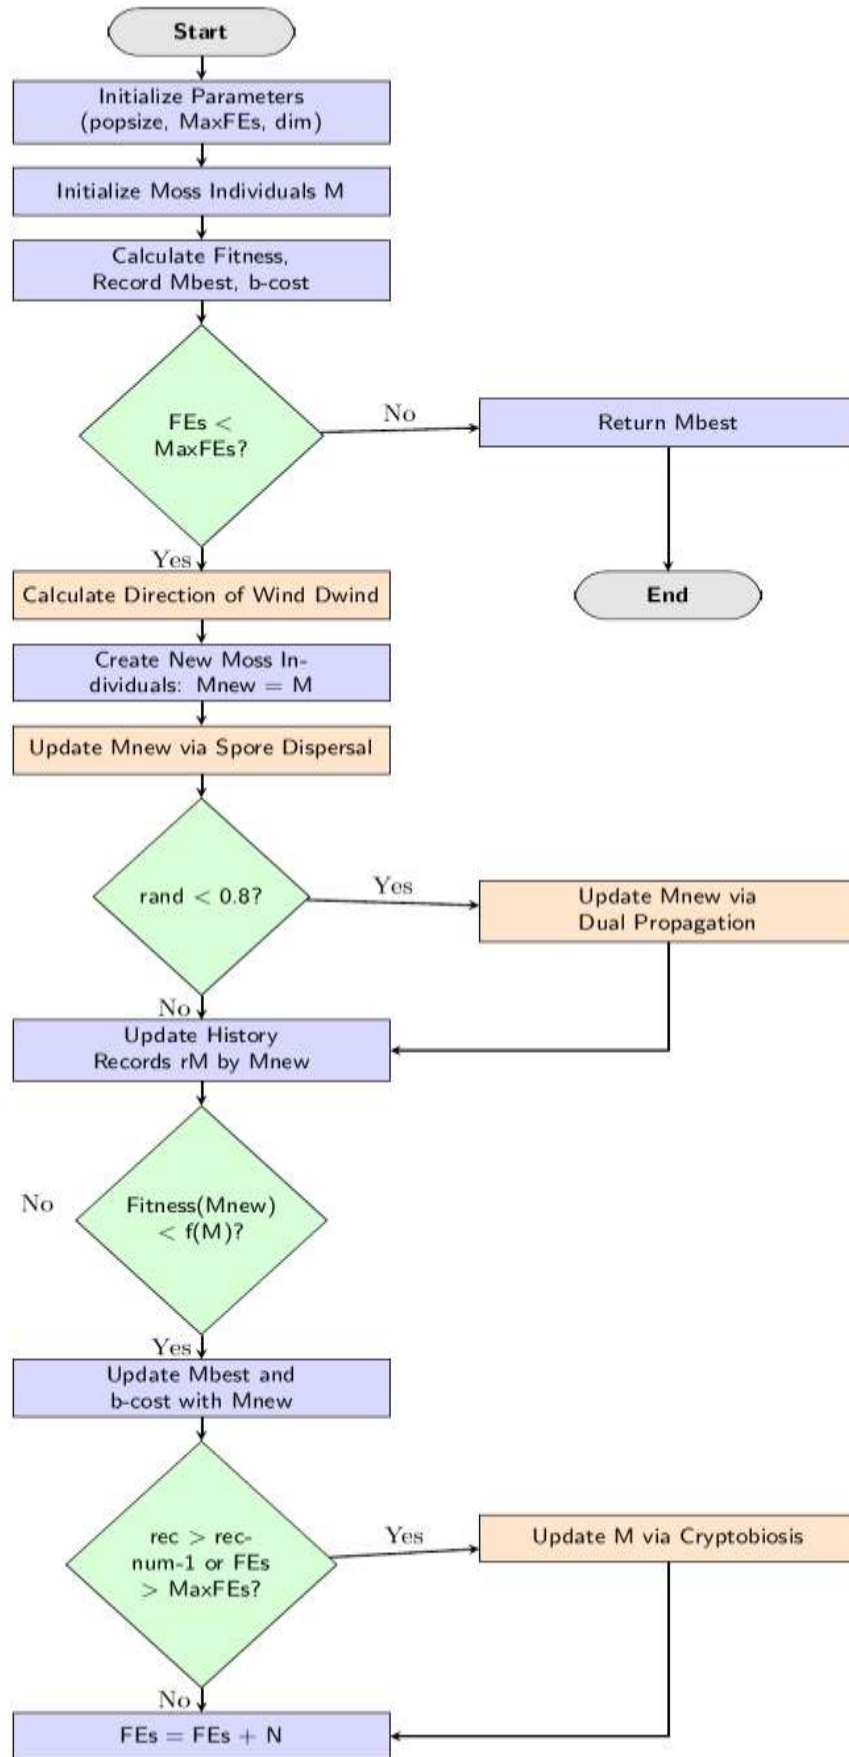 Start
Initialize Parameters
(popsize, MaxFEs, dim)
Initialize Moss Individuals M
Calculate Fitness,
Record Mbest, b-cost
FEs <
MaxFEs?
No
Return Mbest
Yes
Calculate Direction of Wind Dwind
End
Create New Moss In-
dividuals: Mnew = M
Update Mnew via Spore Dispersal
rand < 0.8?
Yes
Update Mnew via
Dual Propagation
No
Update History
Records rM by Mnew
No
Fitness(Mnew)
< f(M)?
Yes
Update Mbest and
b-cost with Mnew
rec > rec-
num-1 or FEs
> MaxFEs?
Yes
Update M via Cryptobiosis
No
FEs = FEs + N